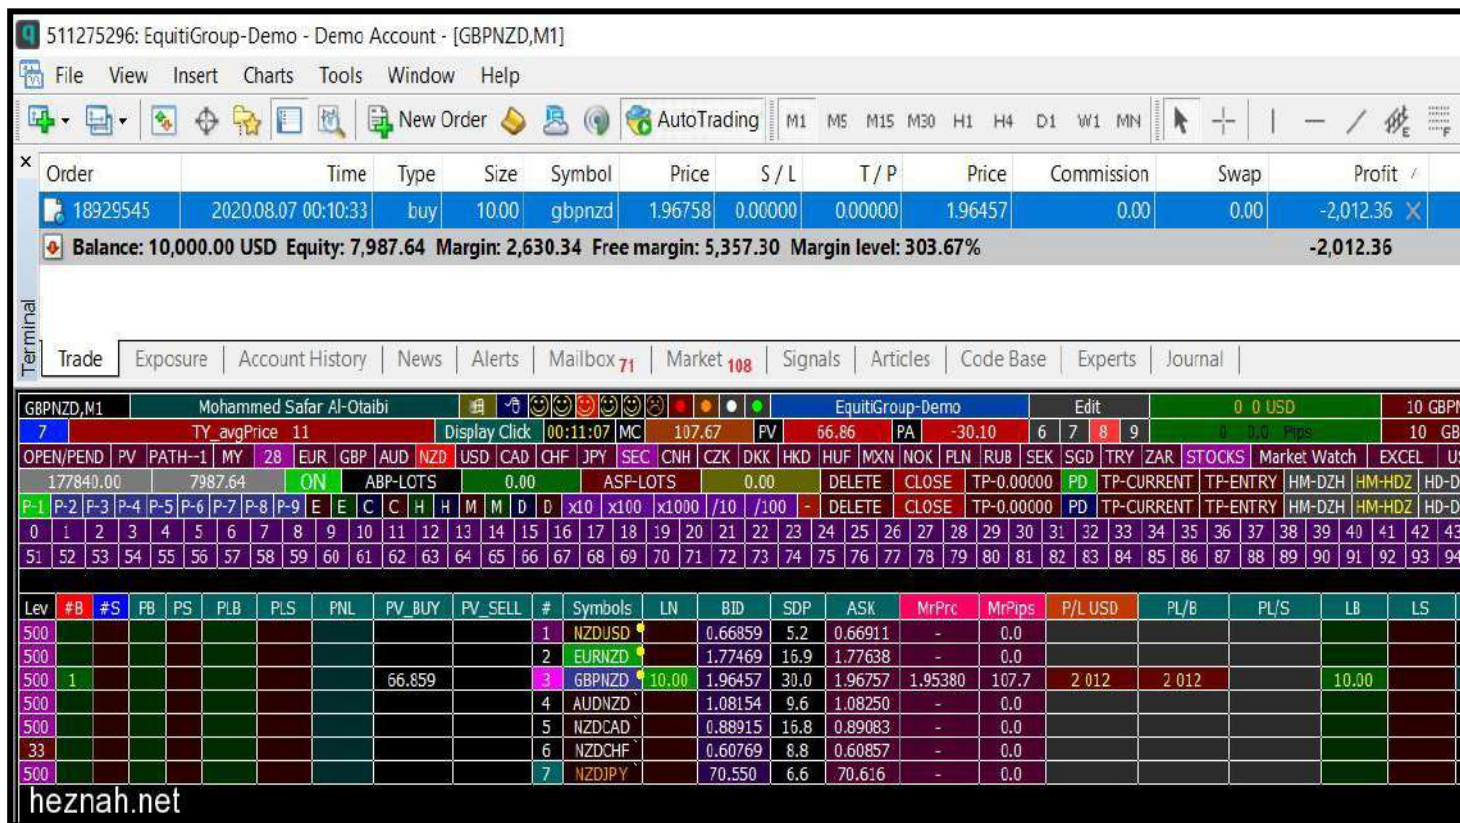 511275296: EquitiGroup-Demo - Demo Account - [GBPNZD,M1]
File View Insert Charts Tools Window Help
New Order AutoTrading M1 M5 M15 M30 H1 H4 D1 W1 MN E F
× Order Time Type Size Symbol Price S / L T / P Price Commission Swap Profit /
18929545 2020.08.07 00:10:33 buy 10.00 gbpnzd 1.96758 0.00000 0.00000 1.96457 0.00 0.00 -2,012.36 ×
Balance: 10,000.00 USD Equity: 7,987.64 Margin: 2,630.34 Free margin: 5,357.30 Margin level: 303.67% -2,012.36
Terminal
Trade Exposure Account History News Alerts Mailbox 71 Market 108 Signals Articles Code Base Experts Journal
GBPNZD,M1 Mohammed Safar Al-Otaibi EquitiGroup-Demo Edit 0 0 USD 10 GBPN
7 TY_avgPrice 11 Display Click 00:11:07 MC 107.67 PV 66.86 PA -30.10 6 7 8 9 0 0.0 Pips 10 GB
OPEN/PEND PV PATH--1 MY 28 EUR GBP AUD NZD USD CAD CHF JPY SEC CNH CZK DKK HKD HUF MXN NOK PLN RUB SEK SGD TRY ZAR STOCKS Market Watch EXCEL U
177840.00 7987.64 ON ABP-LOTS 0.00 ASP-LOTS 0.00 DELETE CLOSE TP-0.00000 PD TP-CURRENT TP-ENTRY HM-DZH HM-HDZ HD-D
P-1 P-2 P-3 P-4 P-5 P-6 P-7 P-8 P-9 E E C C H H M M D D x10 x100 x1000 /10 /100 - DELETE CLOSE TP-0.00000 PD TP-CURRENT TP-ENTRY HM-DZH HM-HDZ HD-D
0 1 2 3 4 5 6 7 8 9 10 11 12 13 14 15 16 17 18 19 20 21 22 23 24 25 26 27 28 29 30 31 32 33 34 35 36 37 38 39 40 41 42 43
51 52 53 54 55 56 57 58 59 60 61 62 63 64 65 66 67 68 69 70 71 72 73 74 75 76 77 78 79 80 81 82 83 84 85 86 87 88 89 90 91 92 93 94
Lev #B #S PB PS PLB PLS PNL PV_BUY PV_SELL # Symbols LN BID SDP ASK MrPrc MrPips P/L USD PL/B PL/S LB LS
500 1 NZDUSD 0.66859 5.2 0.66911 - 0.0
500 2 EURNZD 1.77469 16.9 1.77638 - 0.0
500 1 66.859 3 GBPNZD 10.00 1.96457 30.0 1.96757 1.95380 107.7 2 012 2 012 10.00
500 4 AUDNZD 1.08154 9.6 1.08250 - 0.0
500 5 NZDCAD 0.88915 16.8 0.89083 - 0.0
33 6 NZDCHF 0.60769 8.8 0.60857 - 0.0
500 7 NZDJPY 70.550 6.6 70.616 - 0.0
heznah.net